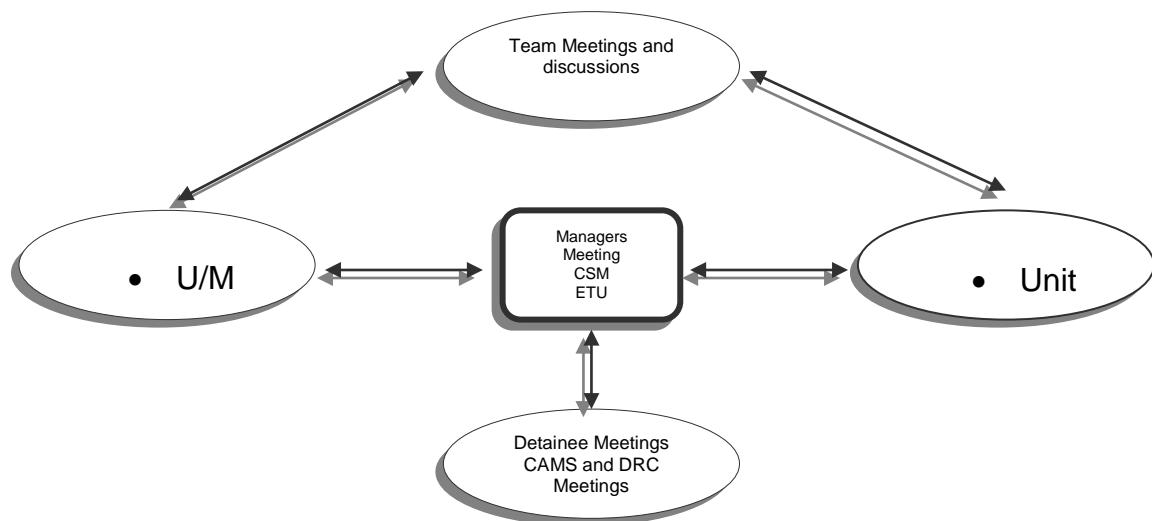 Team Meetings and
discussions
• U/M
Managers
Meeting
CSM
ETU
• Unit
Detainee Meetings
CAMS and DRC
Meetings